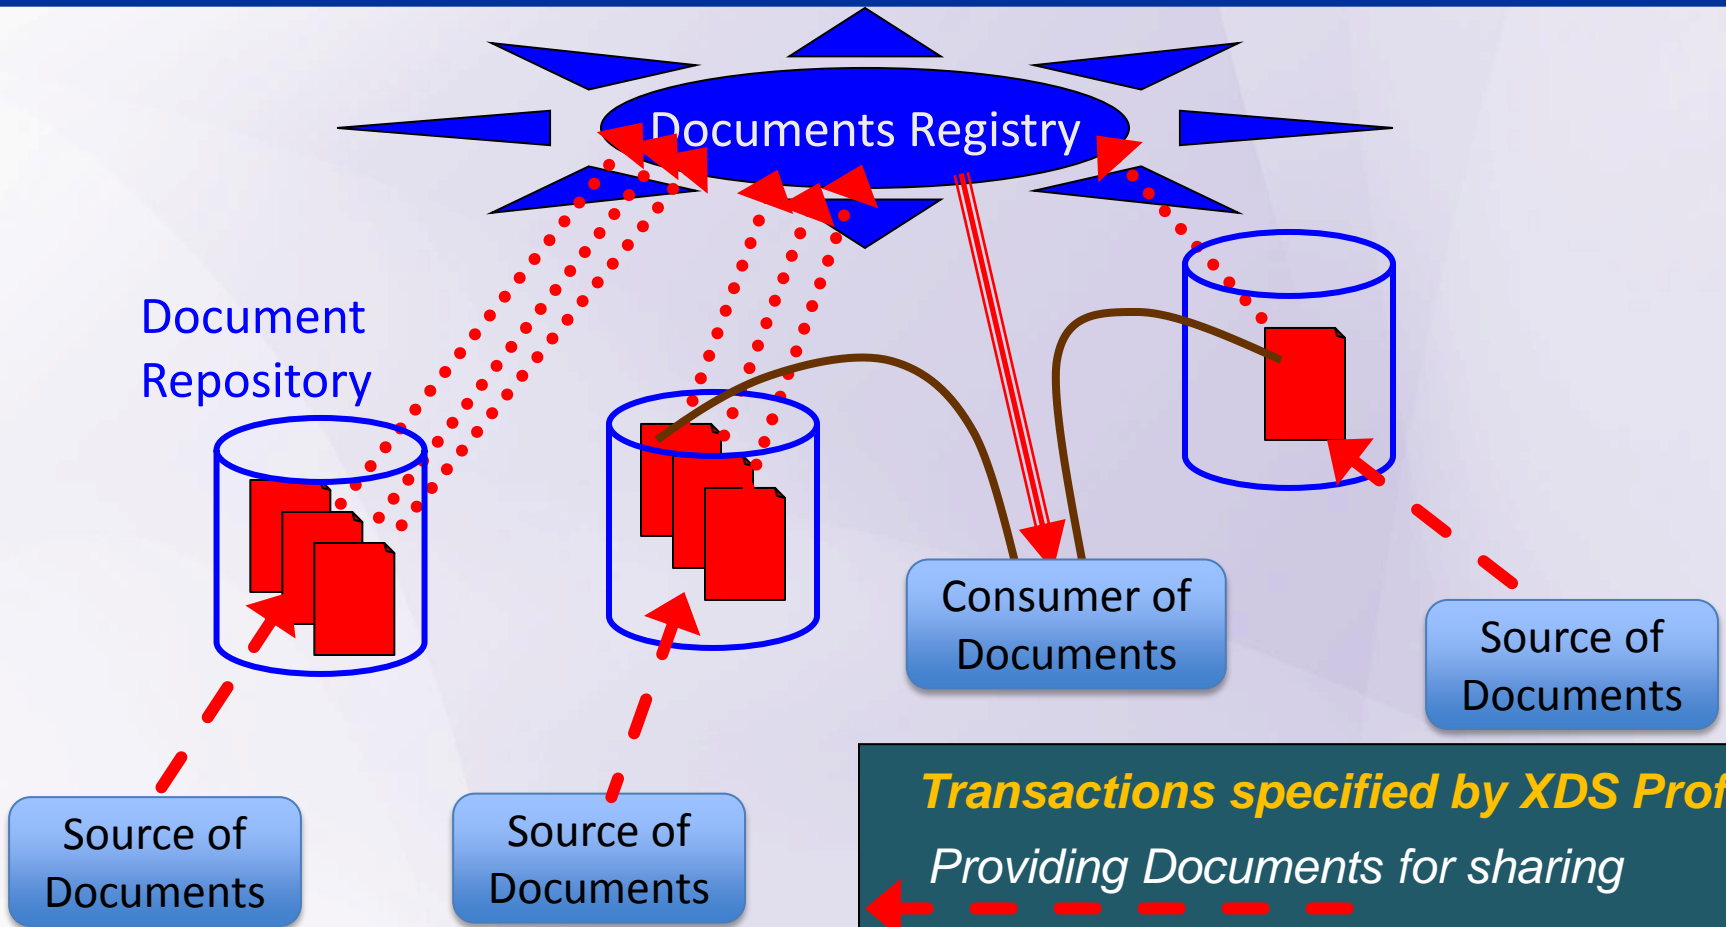 Documents Registry
Document
Repository
Consumer of
Documents
Source of
Documents
Source of
Documents
Source of
Documents
Transactions specified by XDS Prof
Providing Documents for sharing